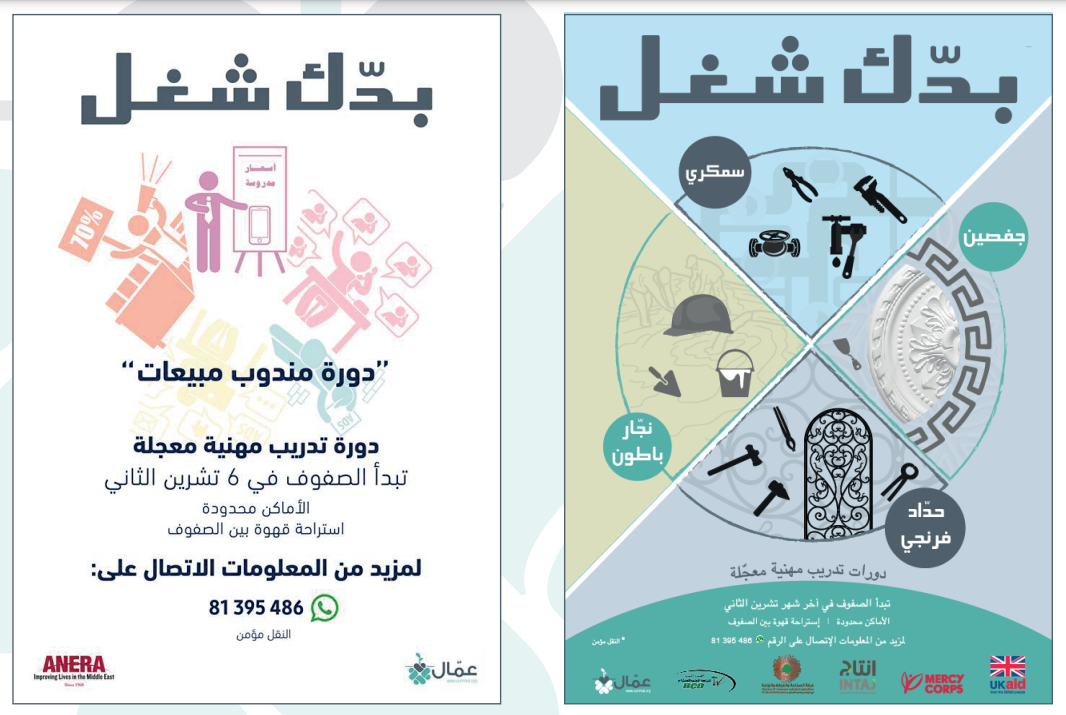 بدّك شغل
أسعار
مدروسة
70%
"دورة مندوب مبيعات"
دورة تدريب مهنية معجلة
تبدأ الصفوف في 6 تشرين الثاني
الأماكن محدودة
استراحة قهوة بين الصفوف
لمزيد من المعلومات الاتصال على:
81 395 486
النقل مؤمن
ANERA
Improving Lives in the Middle East
Since 1968
عمّال
بدّك شغل
سمكري
جفصين
نجّار
باطون
حدّاد
فرنجي
دورات تدريب مهنية معجّلة
تبدأ الصفوف في آخر شهر تشرين الثاني
الأماكن محدودة | إستراحة قهوة بين الصفوف
لمزيد من المعلومات الإتصال على الرقم 81 395 486
* النقل مؤمن
عمّال
BCD
إنتاج
INTAJ
MERCY
CORPS
UKaid